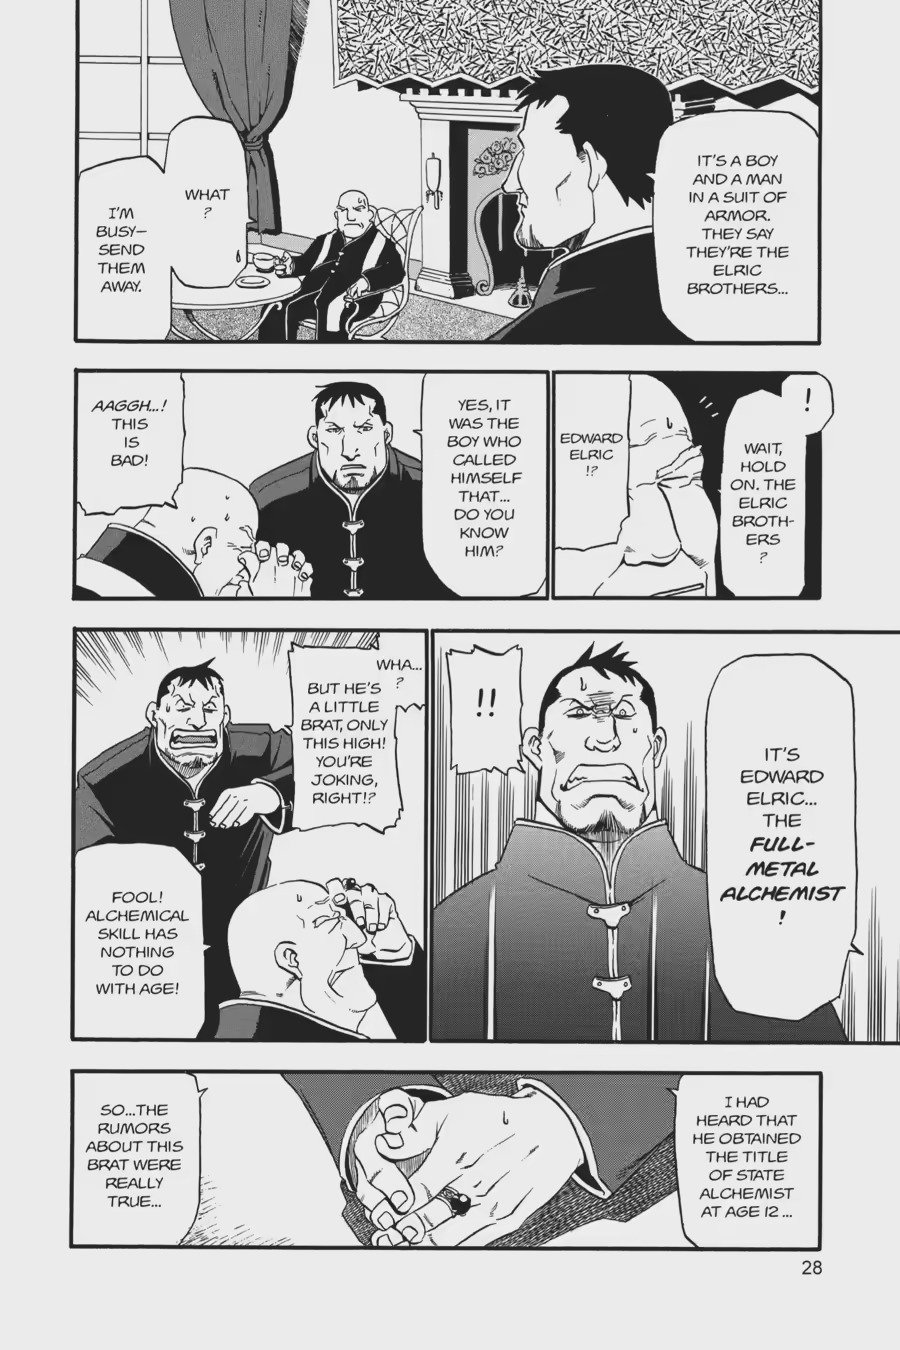 IT'S A BOY
AND A MAN
IN A SUIT OF
ARMOR.
THEY SAY
THEY'RE THE
ELRIC
BROTHERS...
WHAT
?
I'M
BUSY—
SEND
THEM
AWAY.
!
WAIT,
HOLD
ON. THE
ELRIC
BROTH-
ERS
?
EDWARD
ELRIC
!?
YES, IT
WAS THE
BOY WHO
CALLED
HIMSELF
THAT...
DO YOU
KNOW
HIM?
AAGGH...!
THIS
IS
BAD!
IT'S
EDWARD
ELRIC...
THE
FULL-
METAL
ALCHEMIST
!
!!
WHA...
?
BUT HE'S
A LITTLE
BRAT, ONLY
THIS HIGH!
YOU'RE
JOKING,
RIGHT!?
FOOL!
ALCHEMICAL
SKILL HAS
NOTHING
TO DO
WITH AGE!
I HAD
HEARD THAT
HE OBTAINED
THE TITLE
OF STATE
ALCHEMIST
AT AGE 12...
SO...THE
RUMORS
ABOUT THIS
BRAT WERE
REALLY
TRUE...
28